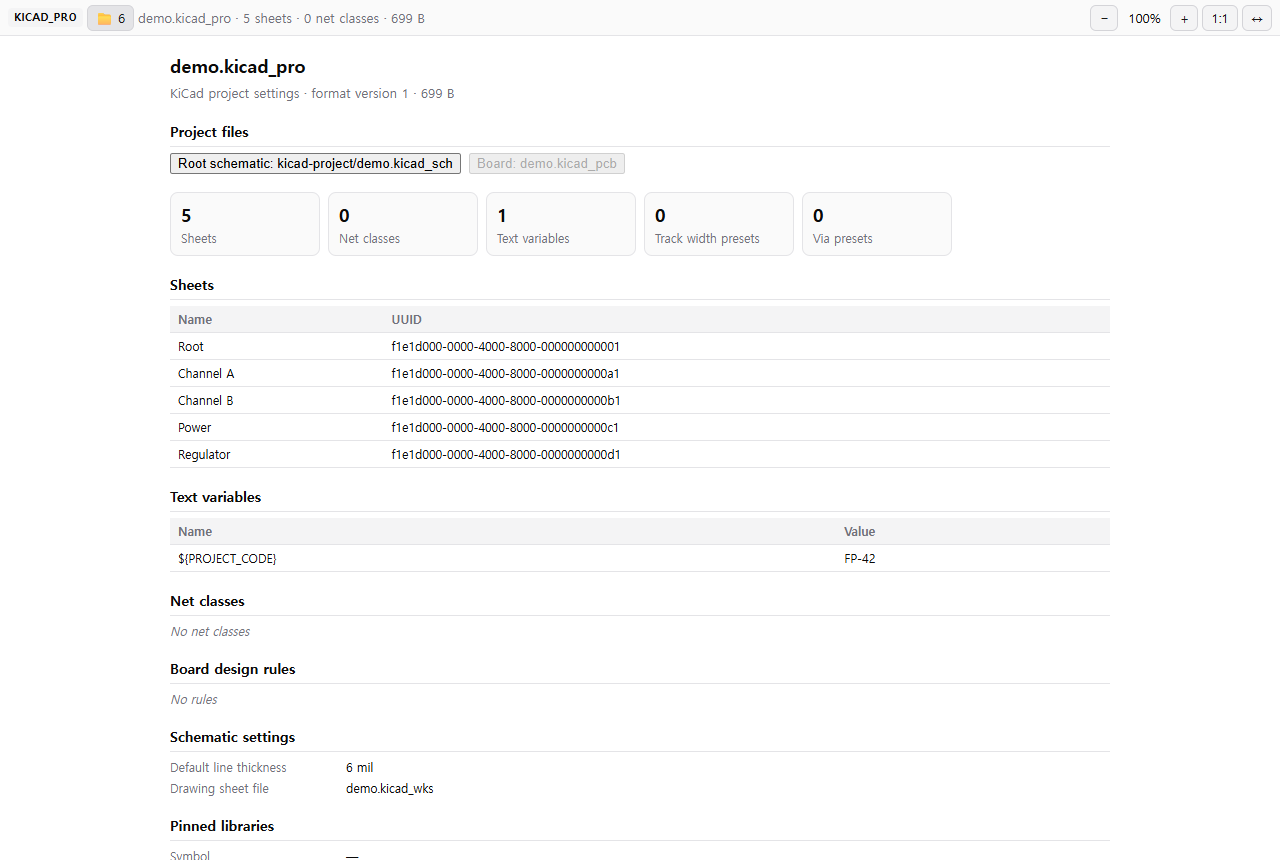 KICAD_PRO 6 demo.kicad_pro · 5 sheets · 0 net classes · 699 B − 100% + 1:1 ↔
demo.kicad_pro
KiCad project settings · format version 1 · 699 B
Project files
Root schematic: kicad-project/demo.kicad_sch Board: demo.kicad_pcb
5 0 1 0 0
Sheets Net classes Text variables Track width presets Via presets
Sheets
Name UUID
Root f1e1d000-0000-4000-8000-000000000001
Channel A f1e1d000-0000-4000-8000-0000000000a1
Channel B f1e1d000-0000-4000-8000-0000000000b1
Power f1e1d000-0000-4000-8000-0000000000c1
Regulator f1e1d000-0000-4000-8000-0000000000d1
Text variables
Name Value
${PROJECT_CODE} FP-42
Net classes
No net classes
Board design rules
No rules
Schematic settings
Default line thickness 6 mil
Drawing sheet file demo.kicad_wks
Pinned libraries
Symbol —